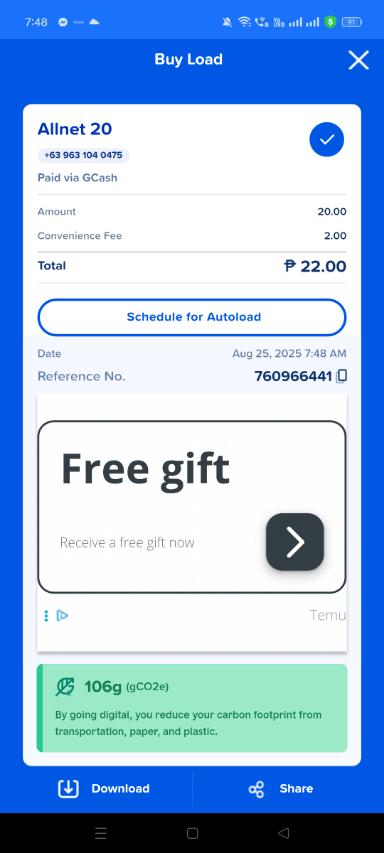 7:48
91
Buy Load
Allnet 20
+63 963 104 0475
Paid via GCash
Amount 20.00
Convenience Fee 2.00
Total ₱ 22.00
Schedule for Autoload
Date Aug 25, 2025 7:48 AM
Reference No. 760966441
Free gift
Receive a free gift now
Temu
106g (gCO2e)
By going digital, you reduce your carbon footprint from
transportation, paper, and plastic.
Download Share